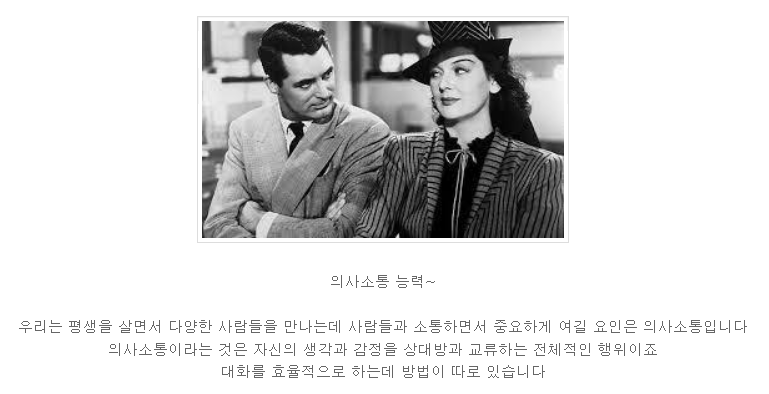 의사소통 능력~
우리는 평생을 살면서 다양한 사람들을 만나는데 사람들과 소통하면서 중요하게 여길 요인은 의사소통입니다
의사소통이라는 것은 자신의 생각과 감정을 상대방과 교류하는 전체적인 행위이죠
대화를 효율적으로 하는데 방법이 따로 있습니다